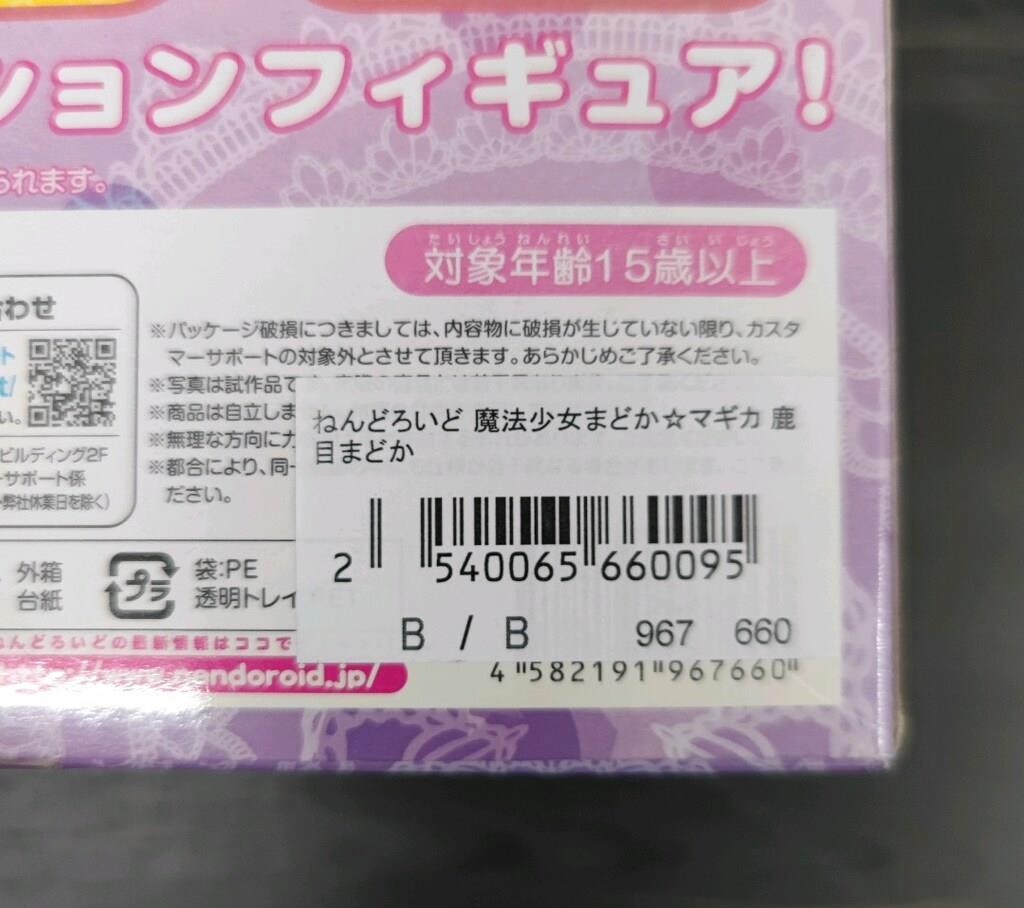 ションフィギュア!
られます。
たいしょう ねんれい さい い じょう
対象年齢15歳以上
合わせ
※パッケージ破損につきましては、内容物に破損が生じていない限り、カスタ
マーサポートの対象外とさせて頂きます。あらかじめご了承ください。
ト
t/
い。
※写真は試作品で
※商品は自立しま
※無理な方向に力
※都合により、同一
ださい。
ビルディング2F
ーサポート係
弊社休業日を除く)
ねんどろいど 魔法少女まどか☆マギカ 鹿
目まどか
2 540065 660095
B / B 967 660
外箱
台紙
プラ
袋:PE
透明トレイ
ねんどろいどの最新情報はココで
nendoroid.jp/
4 582191 967660